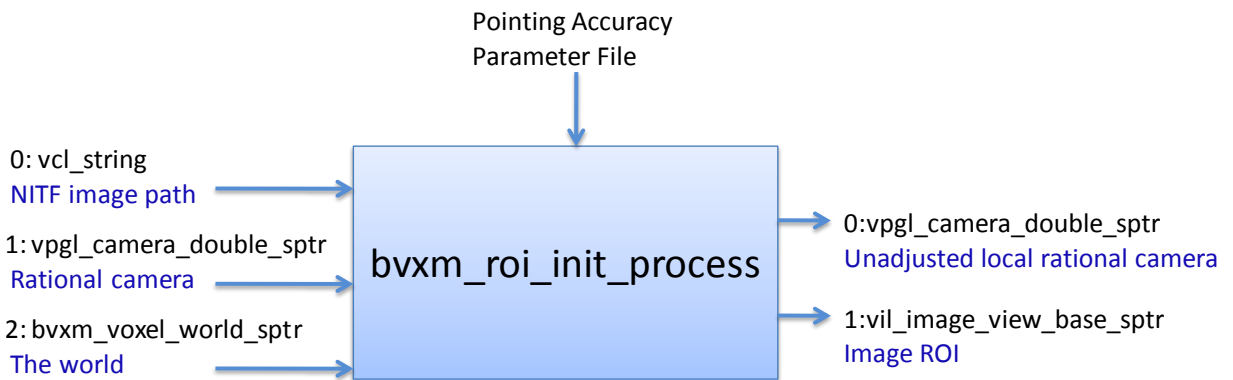 Pointing Accuracy
Parameter File
0: vcl_string
NITF image path
1: vpgl_camera_double_sptr
Rational camera
2: bvxm_voxel_world_sptr
The world
bvxm_roi_init_process
0:vpgl_camera_double_sptr
Unadjusted local rational camera
1:vil_image_view_base_sptr
Image ROI